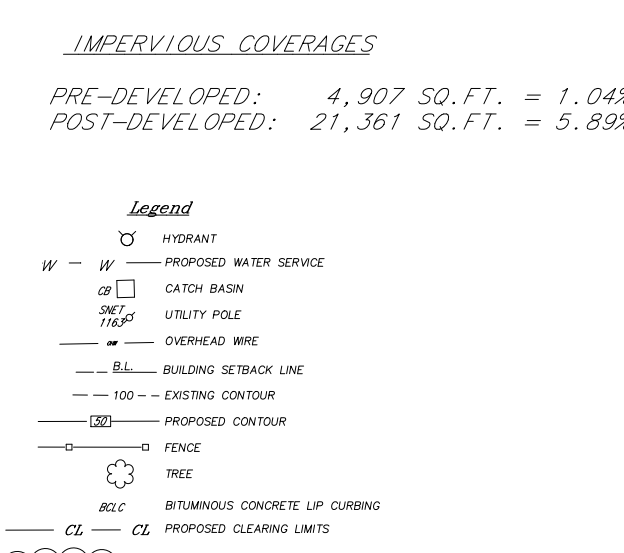 IMPERVIOUS COVERAGES
PRE-DEVELOPED: 4,907 SQ.FT. = 1.04%
POST-DEVELOPED: 21,361 SQ.FT. = 5.89%
Legend
HYDRANT
W — W — PROPOSED WATER SERVICE
CB CATCH BASIN
SNET 1163 UTILITY POLE
OVERHEAD WIRE
B.L. BUILDING SETBACK LINE
100 EXISTING CONTOUR
50 PROPOSED CONTOUR
FENCE
TREE
BCLC BITUMINOUS CONCRETE LIP CURBING
CL — CL PROPOSED CLEARING LIMITS